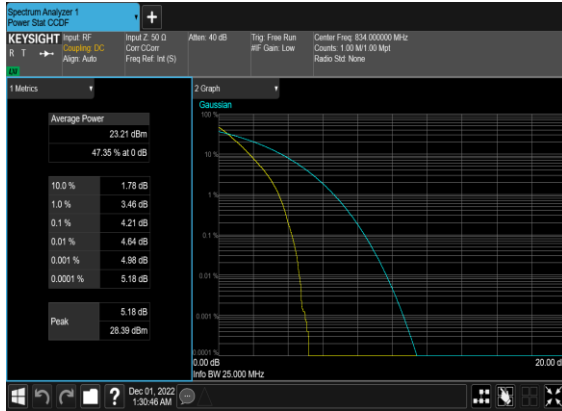 Spectrum Analyzer 1
Power Stat CCDF
+
KEYSIGHT
R T
LU
Input: RF
Coupling: DC
Align: Auto
Input Z: 50 Ω
Corr CCorr
Freq Ref: Int (S)
Atten: 40 dB
Trig: Free Run
#IF Gain: Low
Center Freq: 834.000000 MHz
Counts: 1.00 M/1.00 Mpt
Radio Std: None
1 Metrics
Average Power
23.21 dBm
47.35 % at 0 dB
10.0 % 1.78 dB
1.0 % 3.46 dB
0.1 % 4.21 dB
0.01 % 4.64 dB
0.001 % 4.98 dB
0.0001 % 5.18 dB
Peak
5.18 dB
28.39 dBm
2 Graph
Gaussian
100 %
10 %
1 %
0.1 %
0.01 %
0.001 %
0.0001 %
0.00 dB
20.00 d
Info BW 25.000 MHz
?
Dec 01, 2022
1:30:46 AM